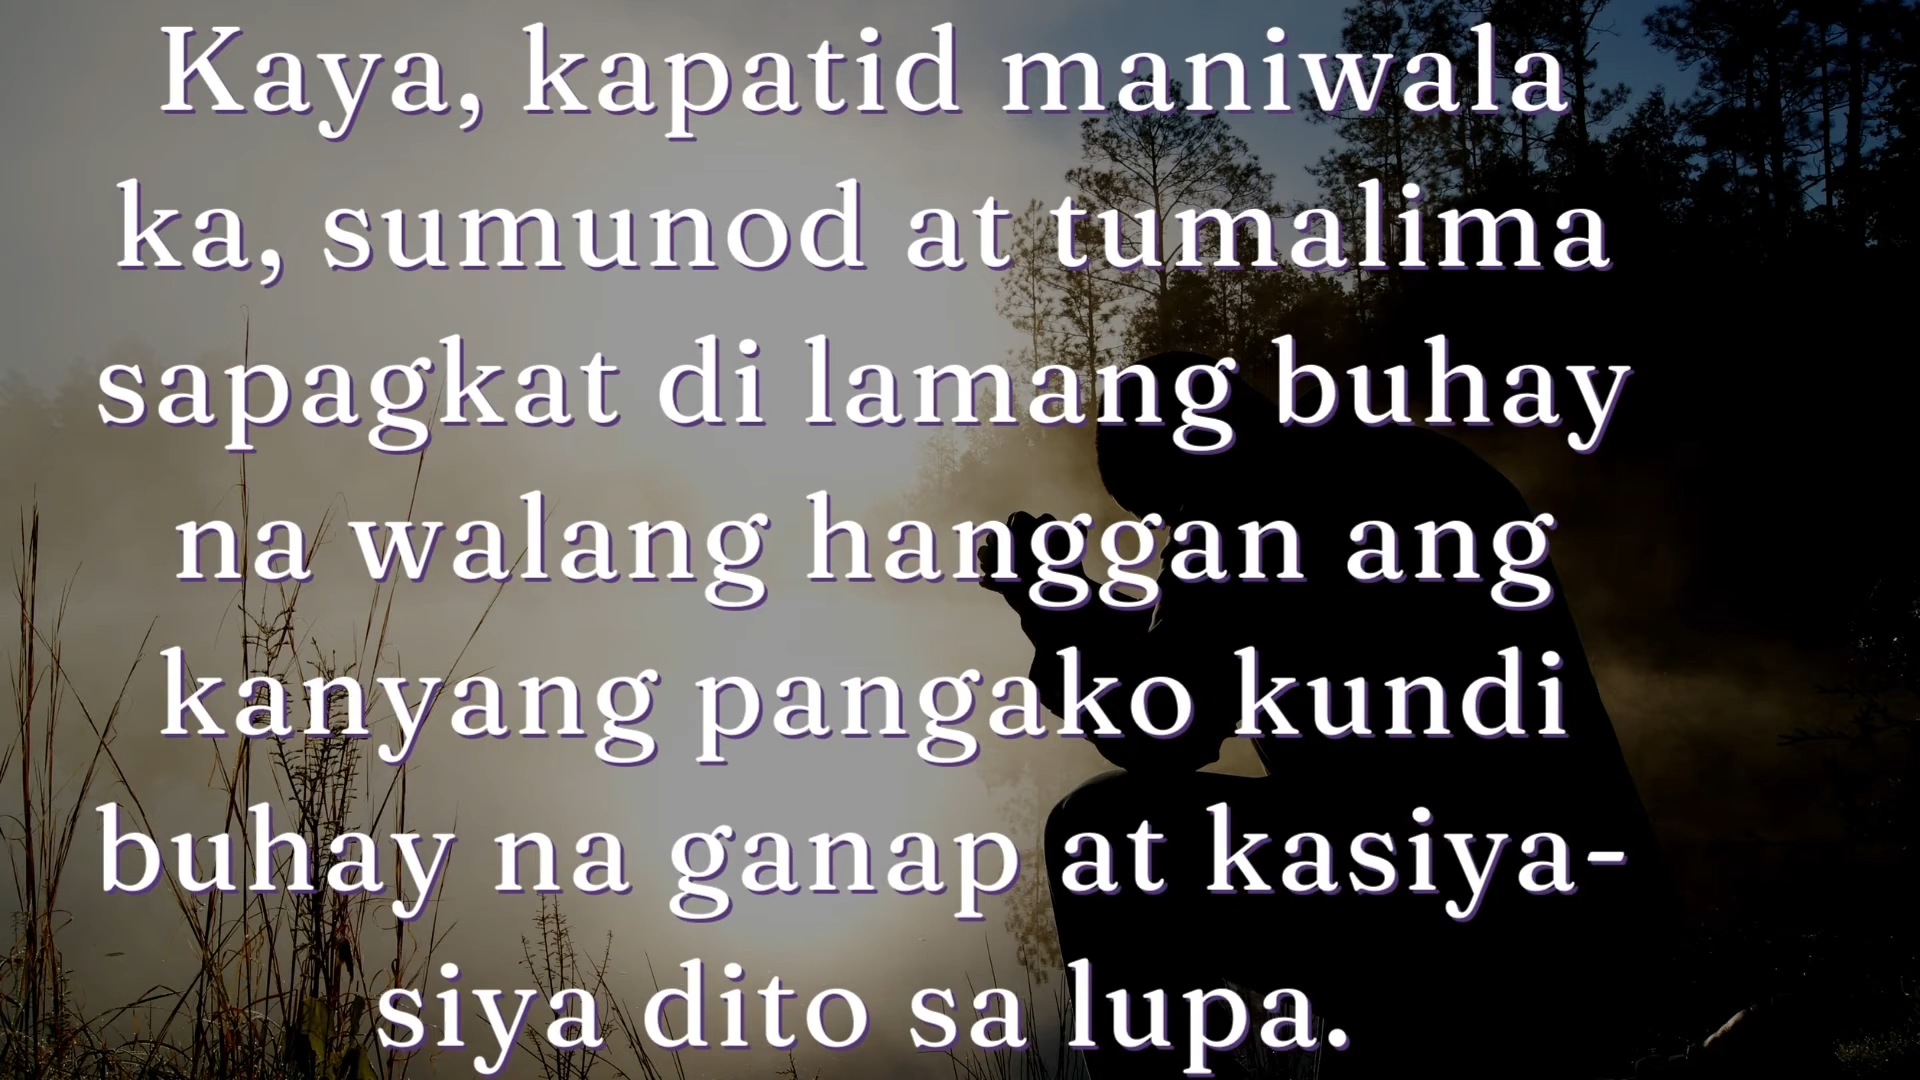 Kaya, kapatid maniwala
ka, sumunod at tumalima
sapagkat di lamang buhay
na walang hanggan ang
kanyang pangako kundi
buhay na ganap at kasiya-
siya dito sa lupa.